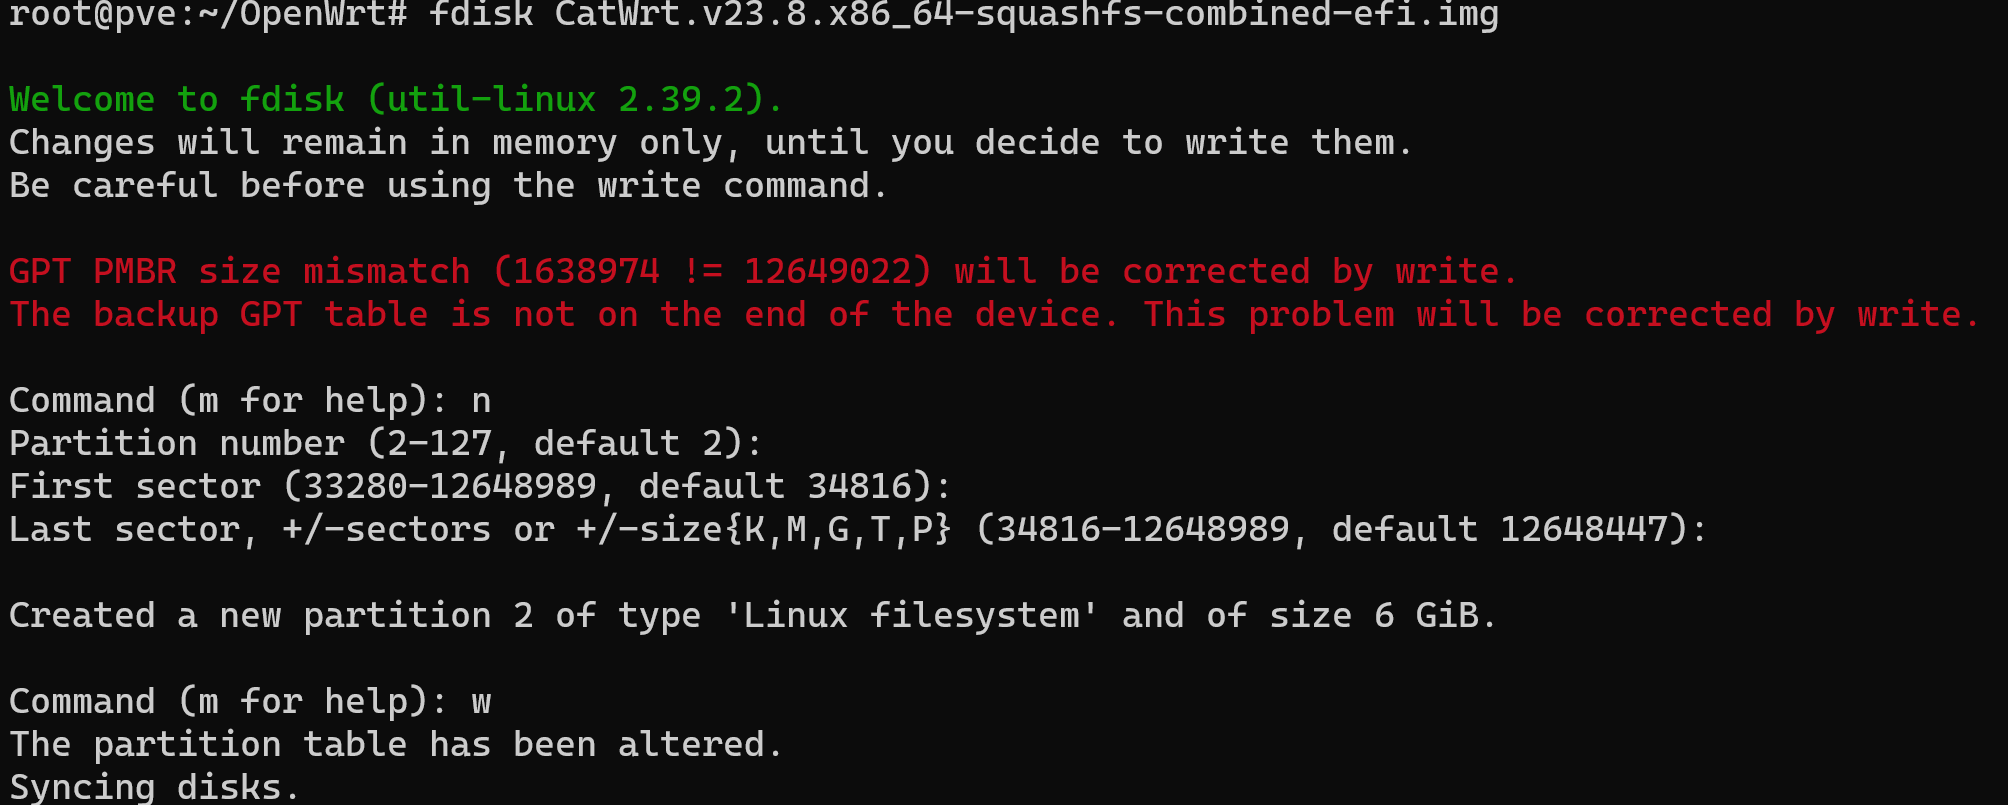 root@pve:~/OpenWrt# fdisk CatWrt.v23.8.x86_64-squashfs-combined-efi.img
Welcome to fdisk (util-linux 2.39.2).
Changes will remain in memory only, until you decide to write them.
Be careful before using the write command.
GPT PMBR size mismatch (1638974 != 12649022) will be corrected by write.
The backup GPT table is not on the end of the device. This problem will be corrected by write.
Command (m for help): n
Partition number (2-127, default 2):
First sector (33280-12648989, default 34816):
Last sector, +/-sectors or +/-size{K,M,G,T,P} (34816-12648989, default 12648447):
Created a new partition 2 of type 'Linux filesystem' and of size 6 GiB.
Command (m for help): w
The partition table has been altered.
Syncing disks.